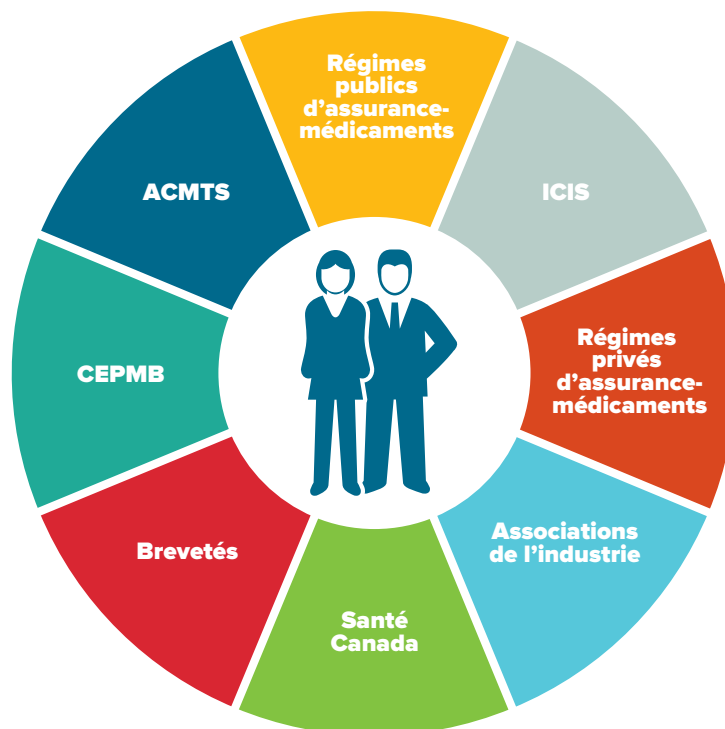 Régimes
publics
d’assurance-
médicaments
ICIS
Régimes
privés
d’assurance-
médicaments
Associations
de l’industrie
Santé
Canada
Brevetés
CEPMB
ACMTS